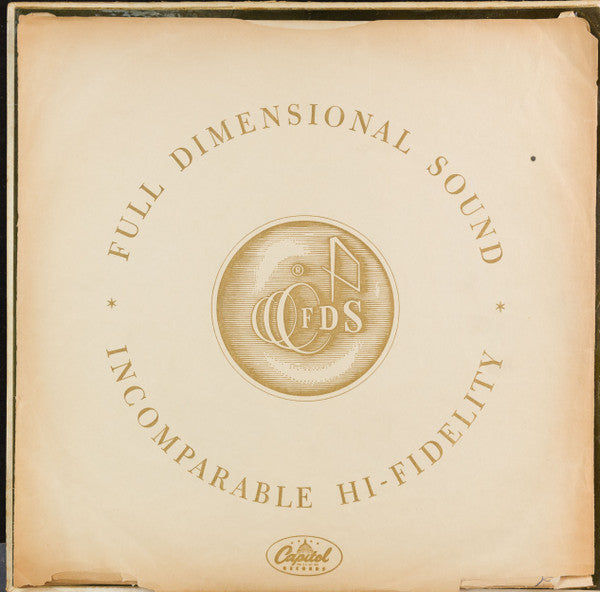 FULL DIMENSIONAL SOUND
FDS
* INCOMPARABLE HI-FIDELITY *
Capitol
RECORDS